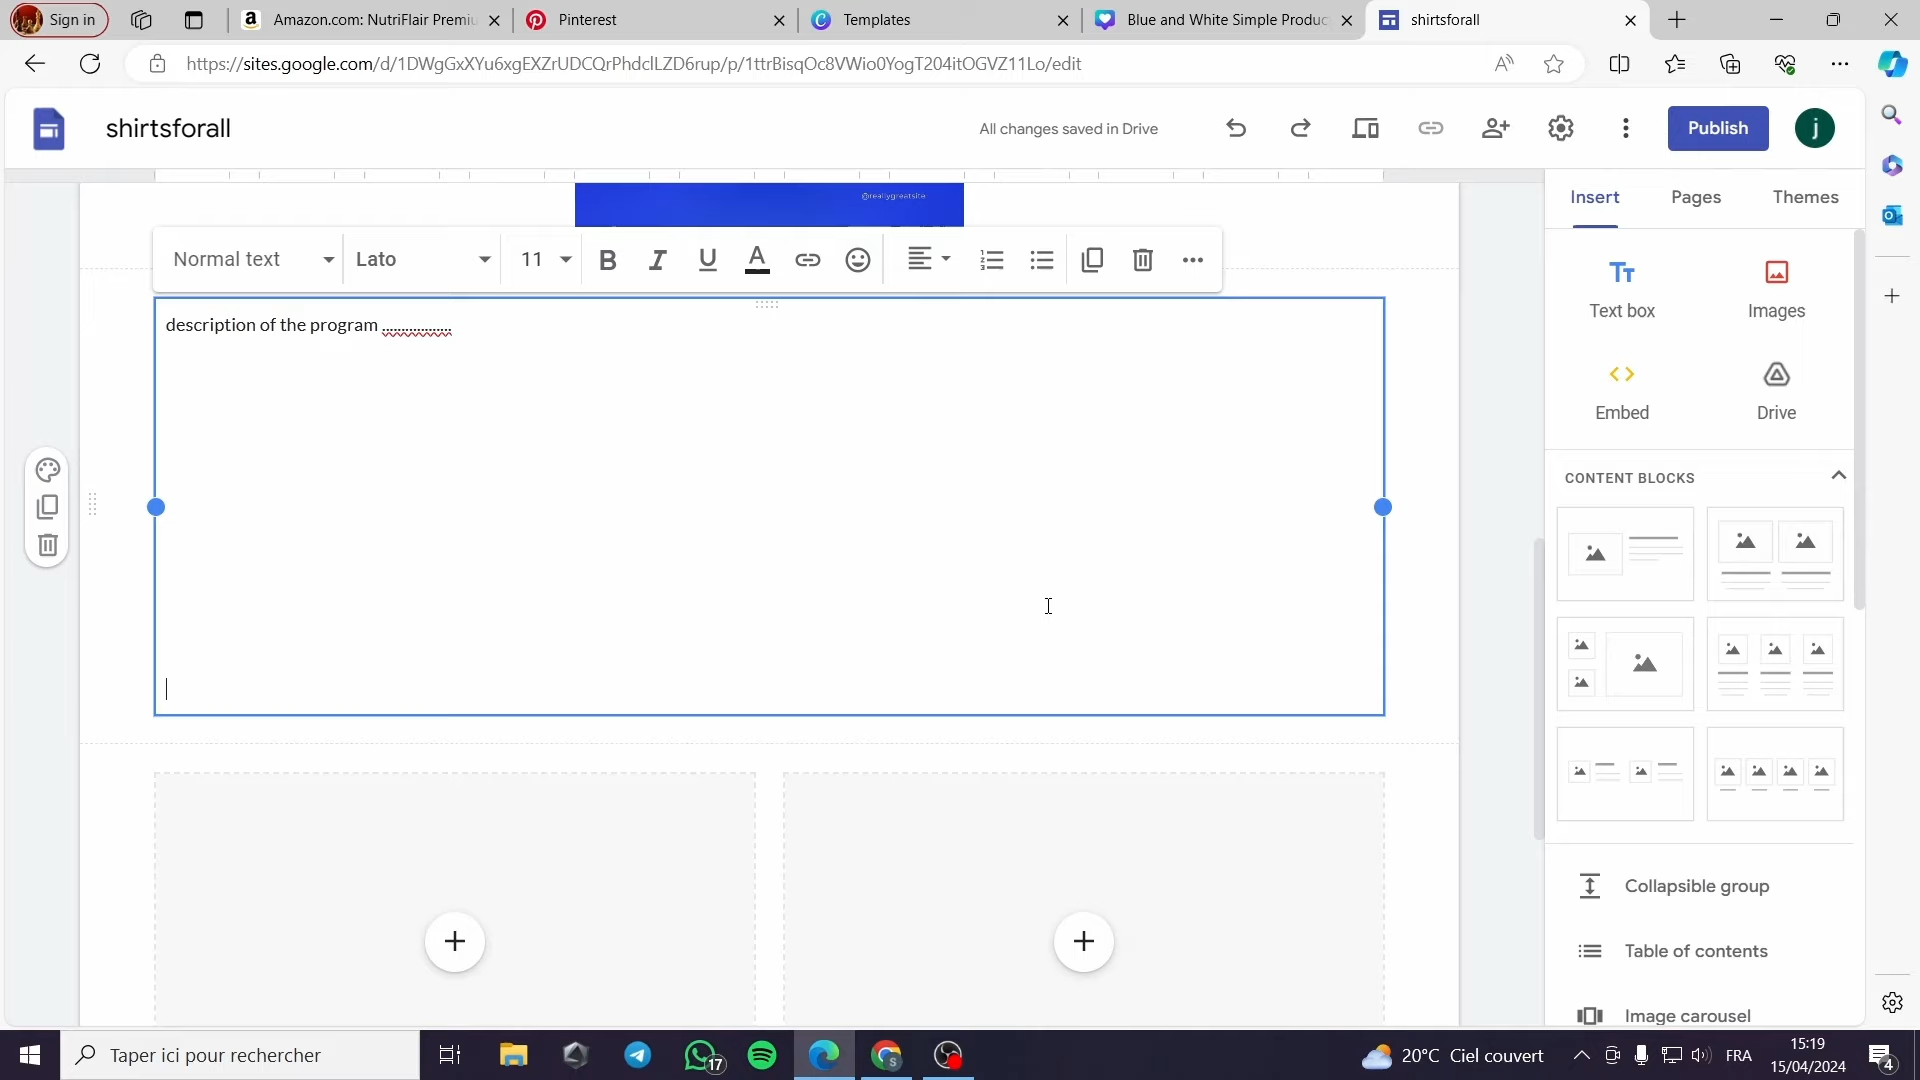 Sign in
Amazon.com: NutriFlair Premiu
Pinterest
Templates
Blue and White Simple Produc
shirtsforall
https://sites.google.com/d/1DWgGxXYu6xgEXZrUDCQrPhdclLZD6rup/p/1ttrBisqOc8VWio0YogT204itOGVZ11Lo/edit
shirtsforall
All changes saved in Drive
Publish
j
@reallygreatsite
Insert
Pages
Themes
Normal text
Lato
11
description of the program ..................
Text box
Images
Embed
Drive
CONTENT BLOCKS
Collapsible group
Table of contents
Image carousel
Taper ici pour rechercher
17
20°C Ciel couvert
FRA
15:19
15/04/2024
4